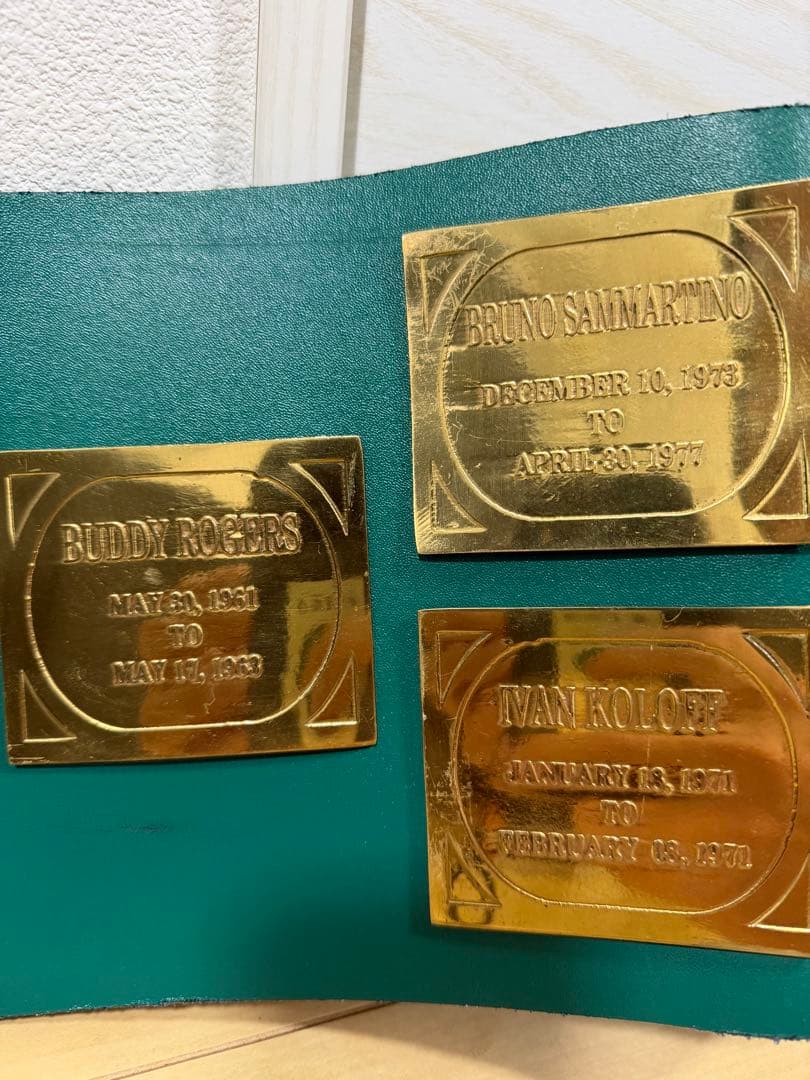 BUDDY ROGERS
MAY 30, 1961
TO
MAY 17, 1963
BRUNO SAMMARTINO
DECEMBER 10, 1973
TO
APRIL 30, 1977
IVAN KOLOFF
JANUARY 18, 1971
TO
FEBRUARY 08, 1971